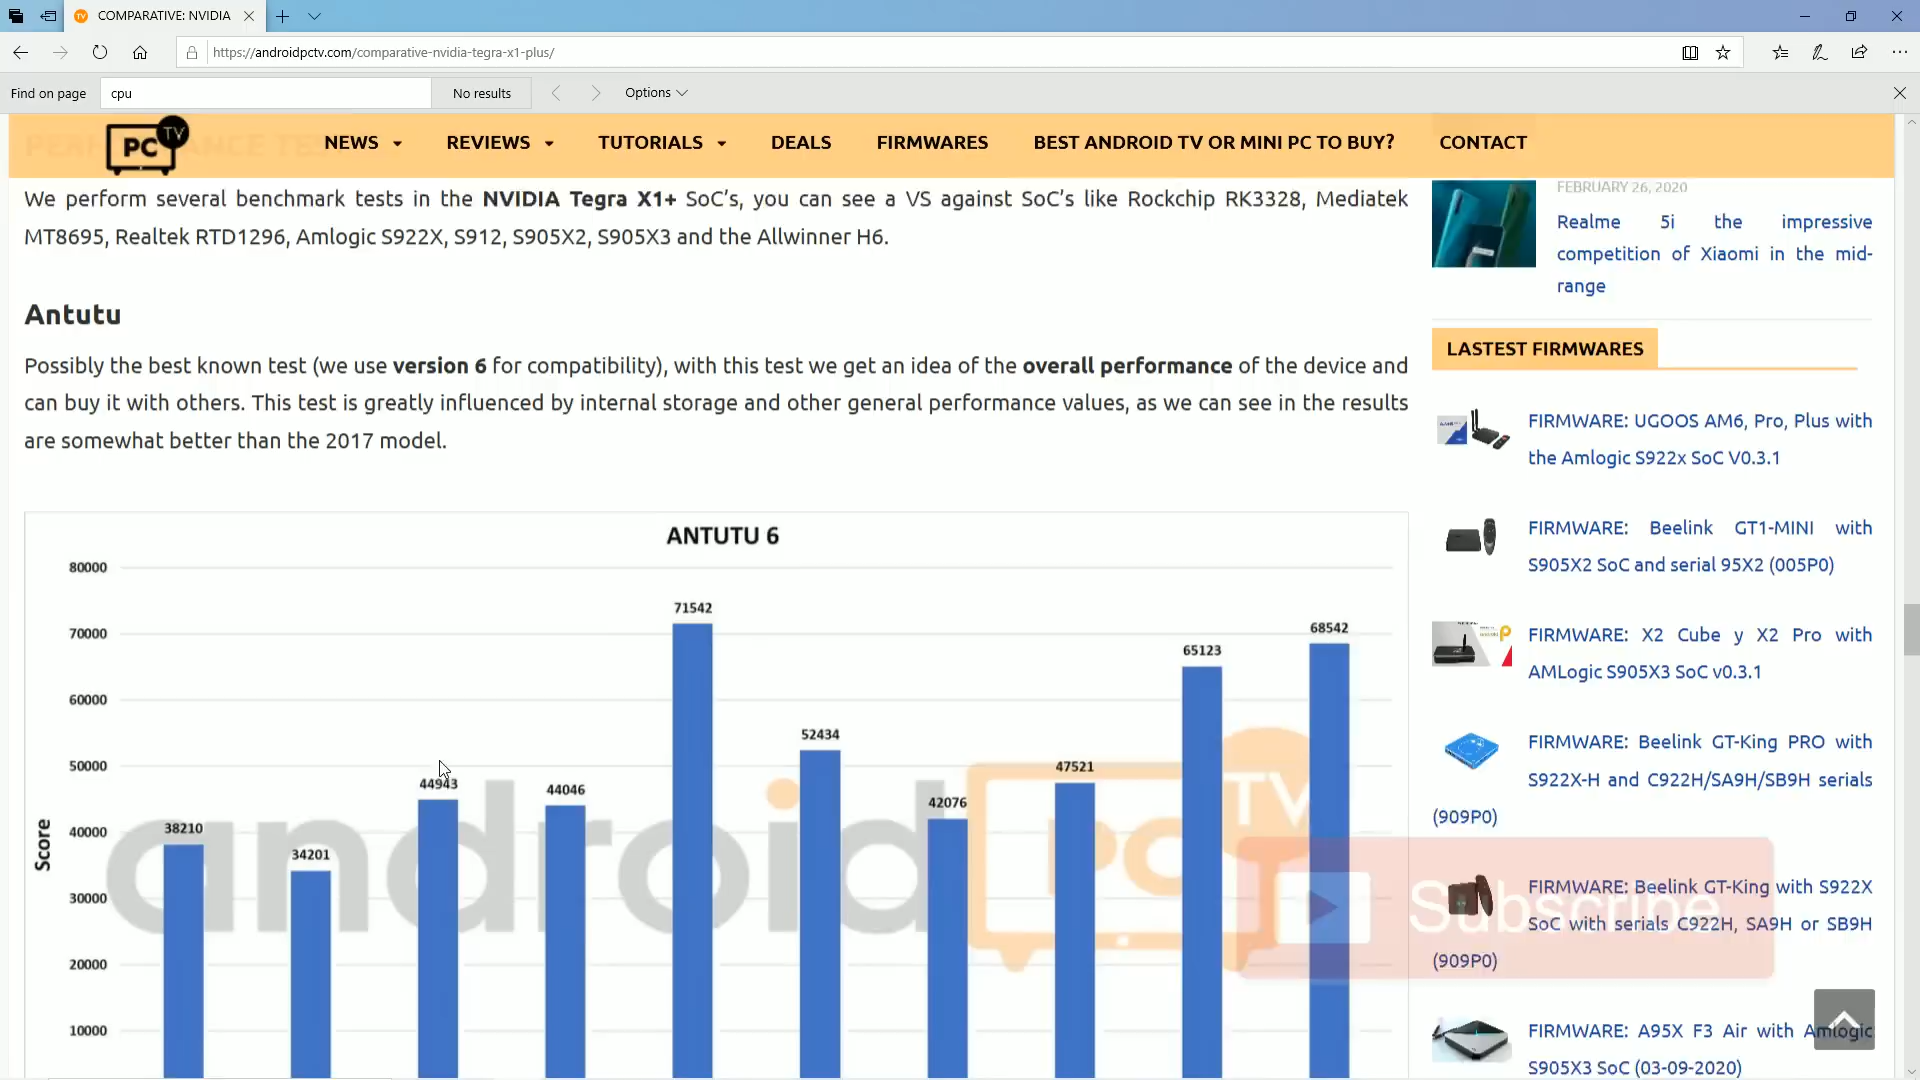 COMPARATIVE: NVIDIA
https://androidpctv.com/comparative-nvidia-tegra-x1-plus/
Find on page
cpu
No results
Options
PC TV
NEWS
REVIEWS
TUTORIALS
DEALS
FIRMWARES
BEST ANDROID TV OR MINI PC TO BUY?
CONTACT
We perform several benchmark tests in the NVIDIA Tegra X1+ SoC's, you can see a VS against SoC's like Rockchip RK3328, Mediatek
MT8695, Realtek RTD1296, Amlogic S922X, S912, S905X2, S905X3 and the Allwinner H6.
Antutu
Possibly the best known test (we use version 6 for compatibility), with this test we get an idea of the overall performance of the device and
can buy it with others. This test is greatly influenced by internal storage and other general performance values, as we can see in the results
are somewhat better than the 2017 model.
ANTUTU 6
80000
70000
60000
50000
40000
30000
20000
10000
Score
38210
34201
44943
44046
71542
52434
42076
47521
65123
68542
android PC TV
FEBRUARY 26, 2020
Realme 5i the impressive
competition of Xiaomi in the mid-
range
LASTEST FIRMWARES
FIRMWARE: UGOOS AM6, Pro, Plus with
the Amlogic S922x SoC V0.3.1
FIRMWARE: Beelink GT1-MINI with
S905X2 SoC and serial 95X2 (005P0)
FIRMWARE: X2 Cube y X2 Pro with
AMLogic S905X3 SoC v0.3.1
FIRMWARE: Beelink GT-King PRO with
S922X-H and C922H/SA9H/SB9H serials
(909P0)
FIRMWARE: Beelink GT-King with S922X
SoC with serials C922H, SA9H or SB9H
(909P0)
Subscribe
FIRMWARE: A95X F3 Air with Amlogic
S905X3 SoC (03-09-2020)